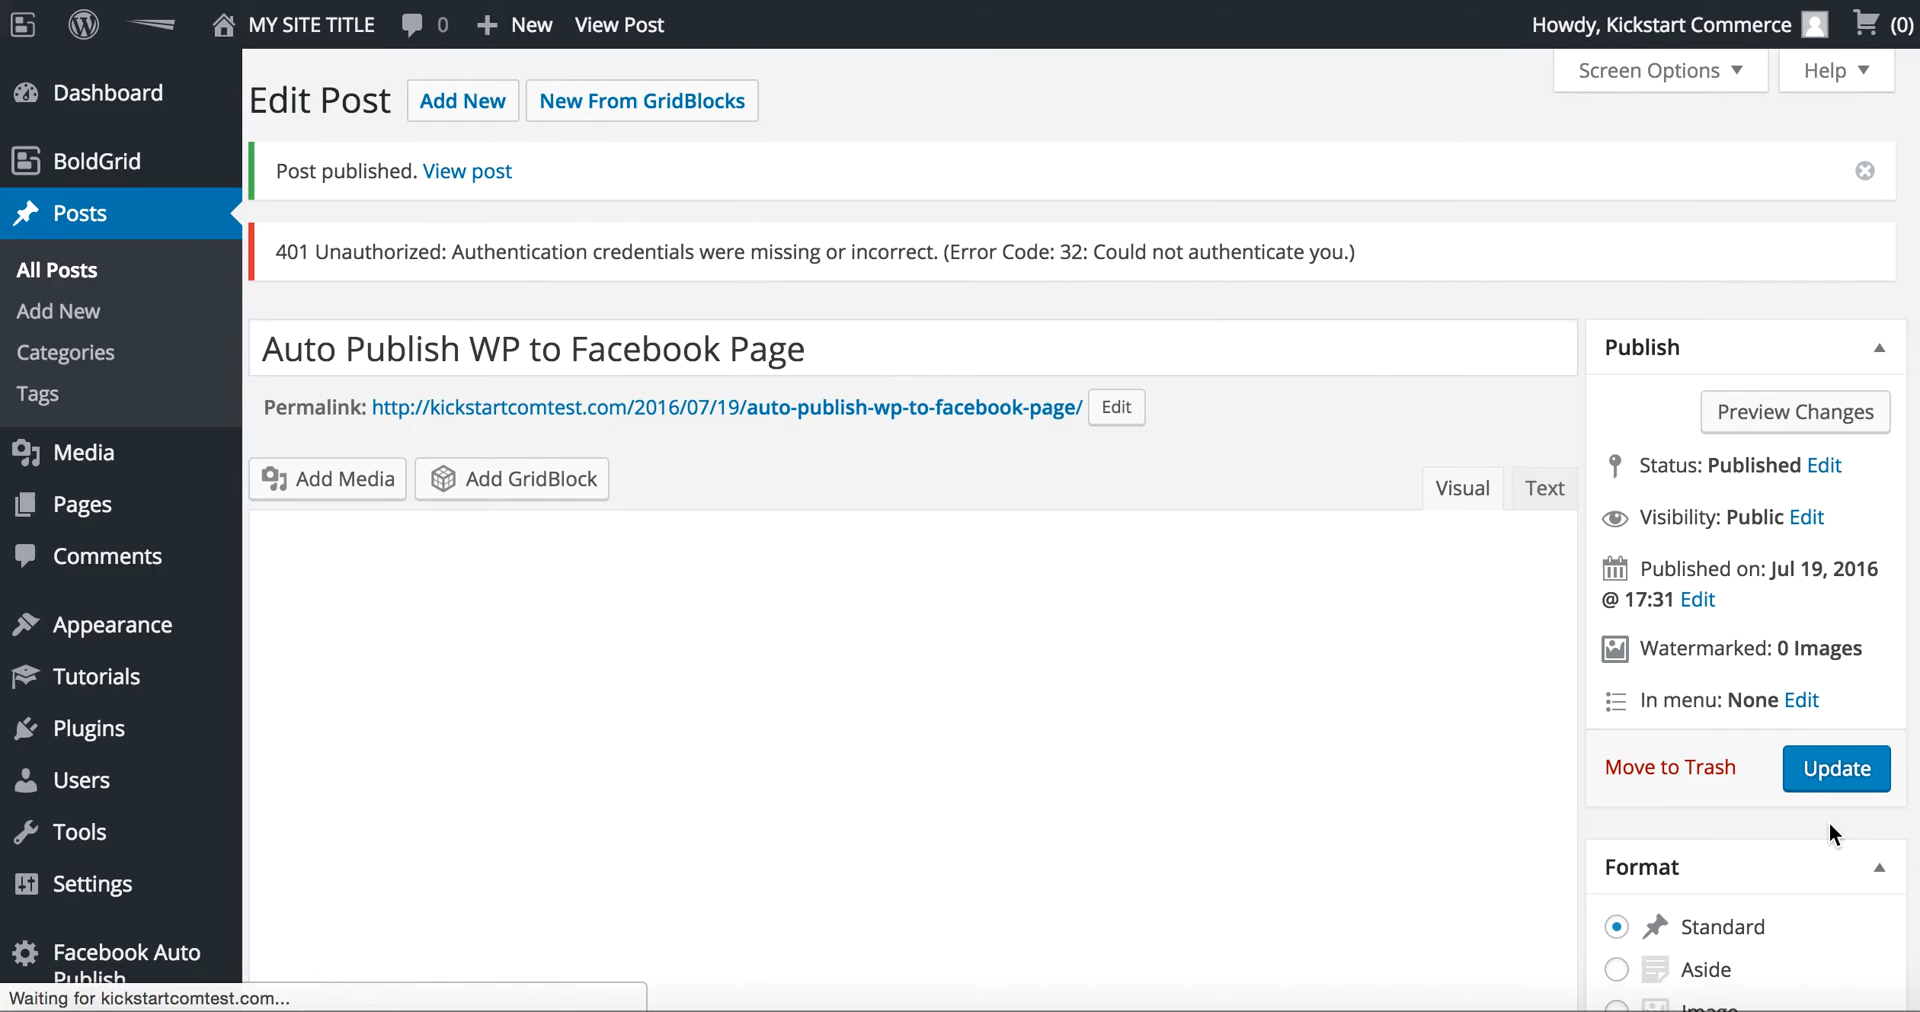 MY SITE TITLE 0 New View Post Howdy, Kickstart Commerce (0)
Screen Options Help
Edit Post Add New New From GridBlocks
Post published. View post
401 Unauthorized: Authentication credentials were missing or incorrect. (Error Code: 32: Could not authenticate you.)
Dashboard
BoldGrid
Posts
All Posts
Add New
Categories
Tags
Media
Pages
Comments
Appearance
Tutorials
Plugins
Users
Tools
Settings
Facebook Auto
Publish
Waiting for kickstartcomtest.com...
Auto Publish WP to Facebook Page
Permalink: http://kickstartcomtest.com/2016/07/19/auto-publish-wp-to-facebook-page/ Edit
Add Media Add GridBlock
Visual Text
Publish
Preview Changes
Status: Published Edit
Visibility: Public Edit
Published on: Jul 19, 2016
@ 17:31 Edit
Watermarked: 0 Images
In menu: None Edit
Move to Trash Update
Format
Standard
Aside
Image